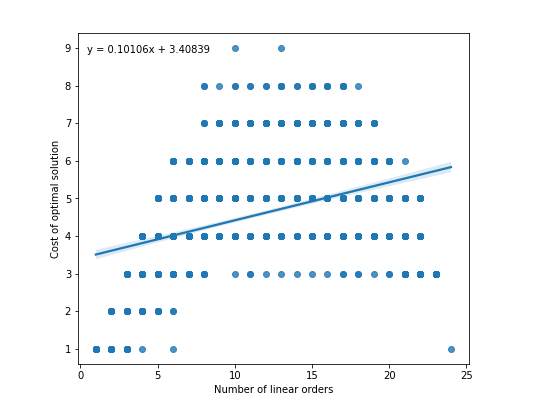 y = 0.10106x + 3.40839
Cost of optimal solution
9
8
7
6
5
4
3
2
1
0 5 10 15 20 25
Number of linear orders